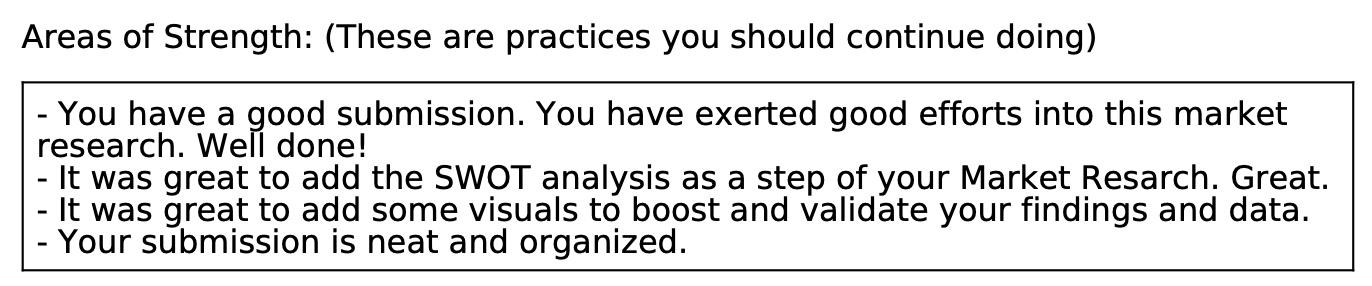 Areas of Strength: (These are practices you should continue doing)
- You have a good submission. You have exerted good efforts into this market
research. Well done!
- It was great to add the SWOT analysis as a step of your Market Resarch. Great.
- It was great to add some visuals to boost and validate your findings and data.
- Your submission is neat and organized.